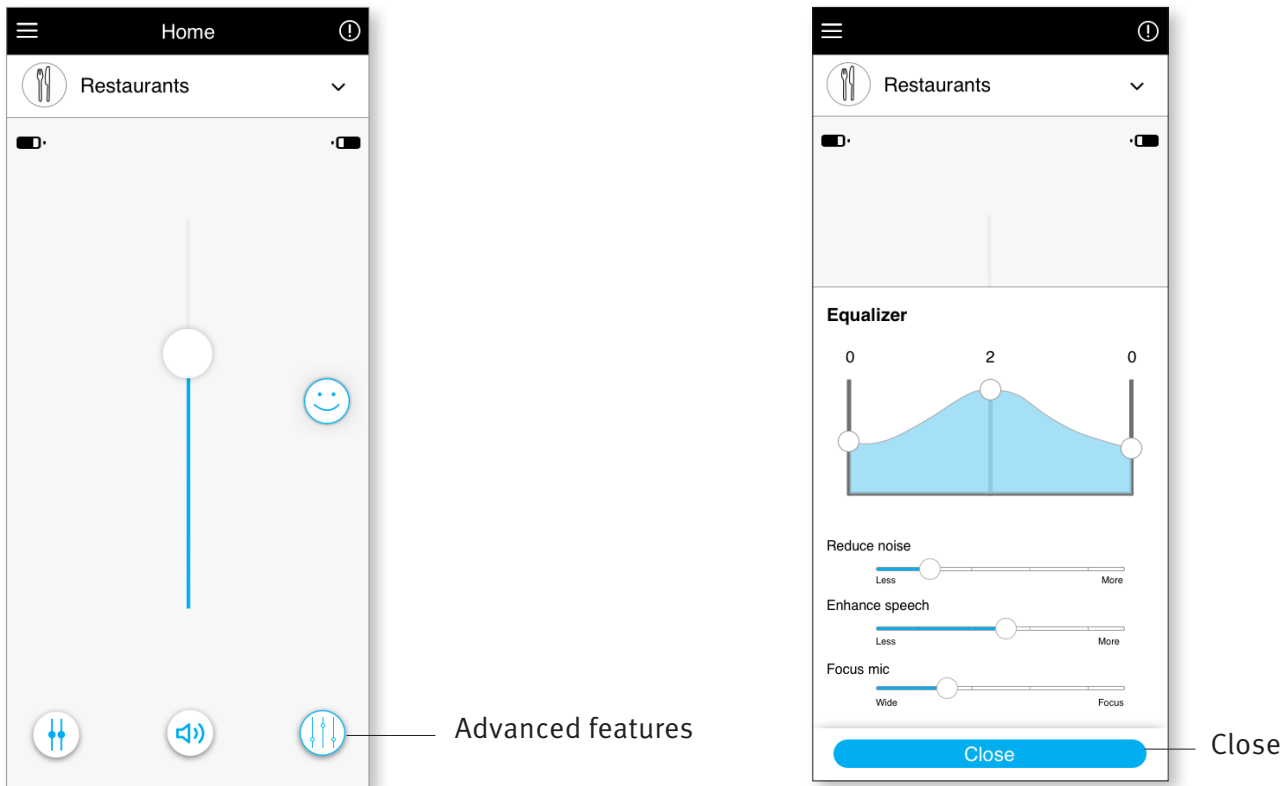 Home
Restaurants
Advanced features
Restaurants
Equalizer
0 2 0
Reduce noise
Less More
Enhance speech
Less More
Focus mic
Wide Focus
Close
Close